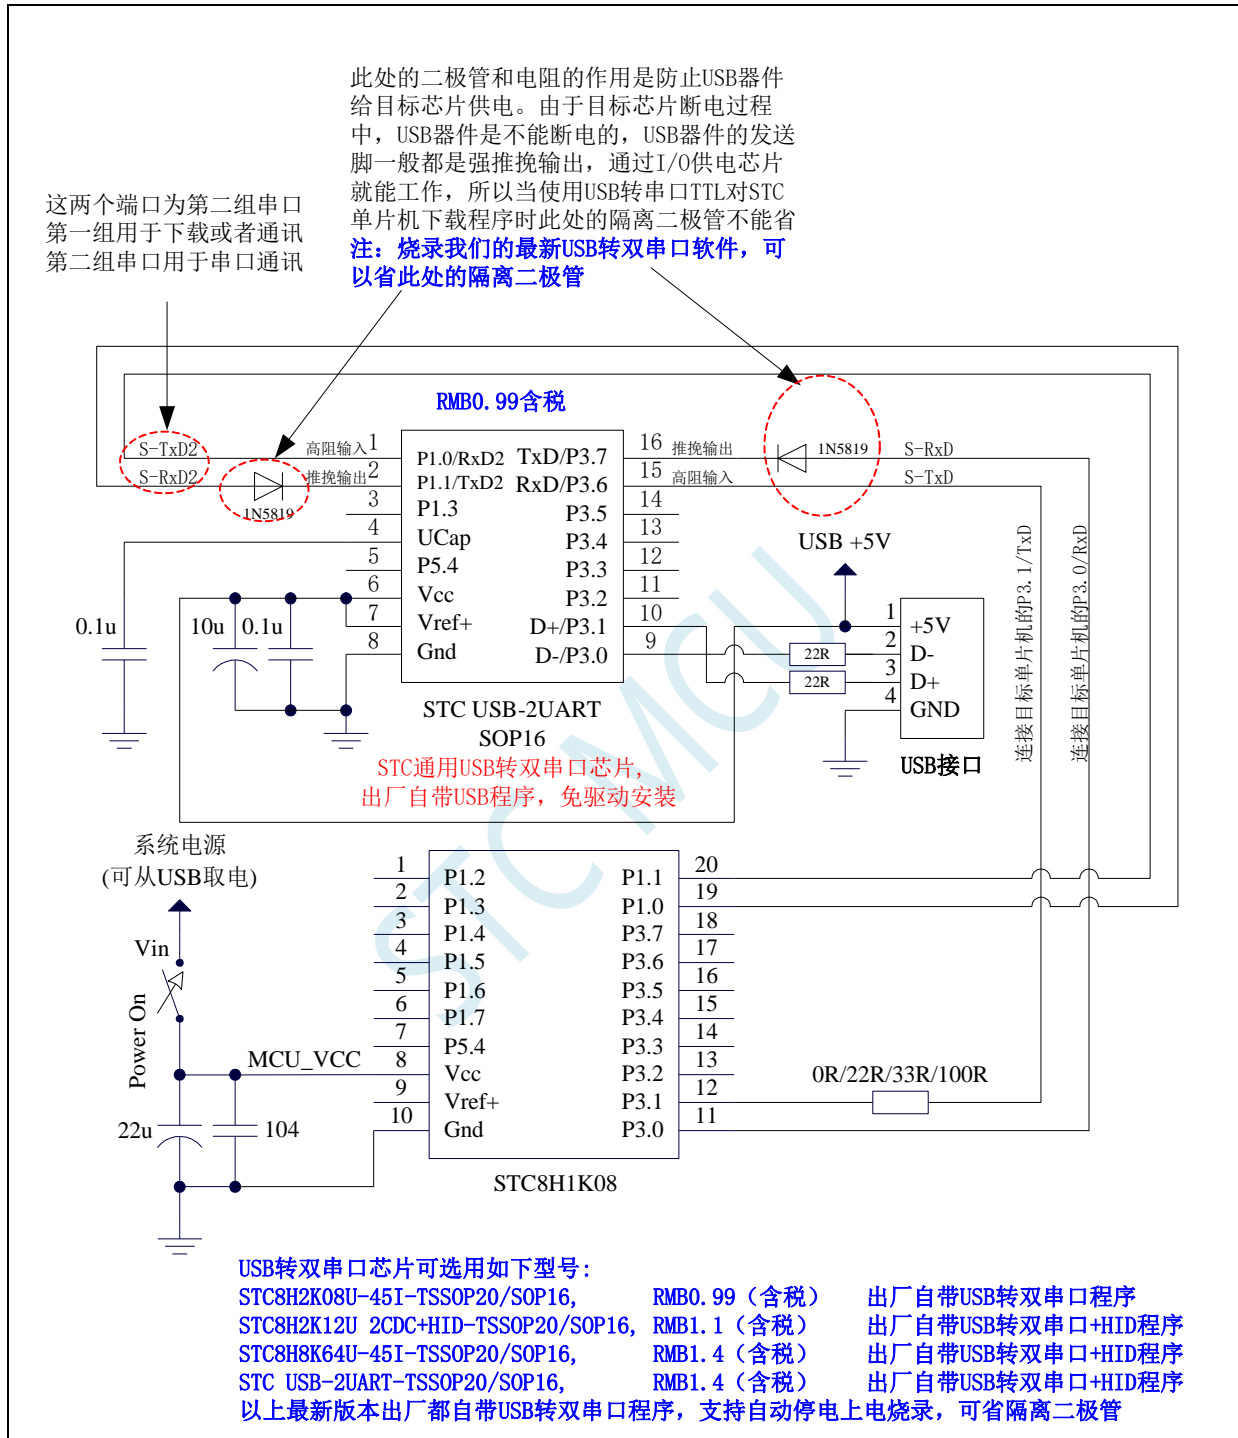 此处的二极管和电阻的作用是防止USB器件
给目标芯片供电。由于目标芯片断电过程
中，USB器件是不能断电的，USB器件的发送
脚一般都是强推挽输出，通过I/O供电芯片
就能工作，所以当使用USB转串口TTL对STC
单片机下载程序时此处的隔离二极管不能省
注：烧录我们的最新USB转双串口软件，可
以省此处的隔离二极管
这两个端口为第二组串口
第一组用于下载或者通讯
第二组串口用于串口通讯
RMB0.99含税
S-TxD2
高阻输入
1
P1.0/RxD2
TxD/P3.7
16
推挽输出
1N5819
S-RxD
S-RxD2
1N5819
推挽输出
2
P1.1/TxD2
RxD/P3.6
15
高阻输入
S-TxD
3
P1.3
P3.5
14
4
UCap
P3.4
13
5
P5.4
P3.3
12
6
Vcc
P3.2
11
7
Vref+
D+/P3.1
10
8
Gnd
D-/P3.0
9
0.1u
10u
0.1u
STC USB-2UART
SOP16
STC通用USB转双串口芯片,
出厂自带USB程序，免驱动安装
USB +5V
22R
22R
1
+5V
2
D-
3
D+
4
GND
USB接口
连接目标单片机的P3.1/TxD
连接目标单片机的P3.0/RxD
STC MCU
系统电源
(可从USB取电)
Vin
Power On
MCU_VCC
22u
104
1
P1.2
P1.1
20
2
P1.3
P1.0
19
3
P1.4
P3.7
18
4
P1.5
P3.6
17
5
P1.6
P3.5
16
6
P1.7
P3.4
15
7
P5.4
P3.3
14
8
Vcc
P3.2
13
9
Vref+
P3.1
12
10
Gnd
P3.0
11
0R/22R/33R/100R
STC8H1K08
USB转双串口芯片可选用如下型号:
STC8H2K08U-45I-TSSOP20/SOP16, RMB0.99（含税） 出厂自带USB转双串口程序
STC8H2K12U 2CDC+HID-TSSOP20/SOP16, RMB1.1（含税） 出厂自带USB转双串口+HID程序
STC8H8K64U-45I-TSSOP20/SOP16, RMB1.4（含税） 出厂自带USB转双串口+HID程序
STC USB-2UART-TSSOP20/SOP16, RMB1.4（含税） 出厂自带USB转双串口+HID程序
以上最新版本出厂都自带USB转双串口程序，支持自动停电上电烧录，可省隔离二极管